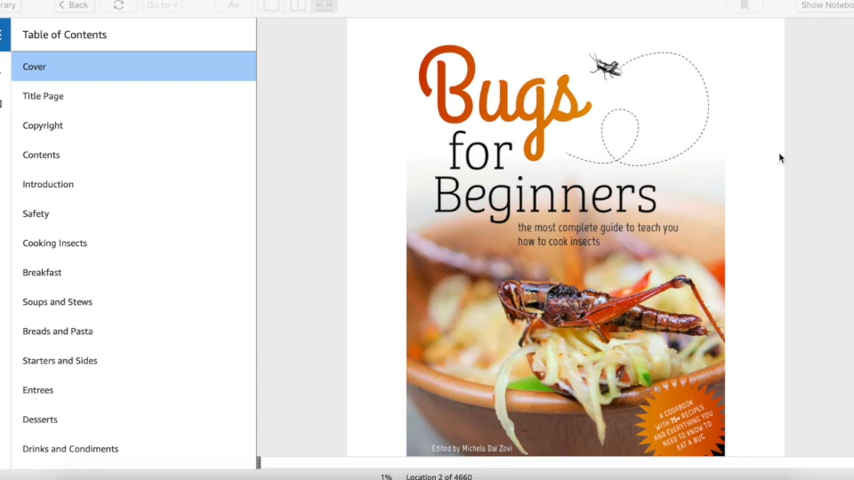 rary
Back
Go to
Aa
Show Notebo
Table of Contents
Cover
Title Page
Copyright
Contents
Introduction
Safety
Cooking Insects
Breakfast
Soups and Stews
Breads and Pasta
Starters and Sides
Entrees
Desserts
Drinks and Condiments
Bugs
for
Beginners
the most complete guide to teach you
how to cook insects
A COOKBOOK
WITH 75+ RECIPES
AND EVERYTHING YOU
NEED TO KNOW TO
EAT A BUG
Edited by Michela Dai Zovi
1% Location 2 of 4660